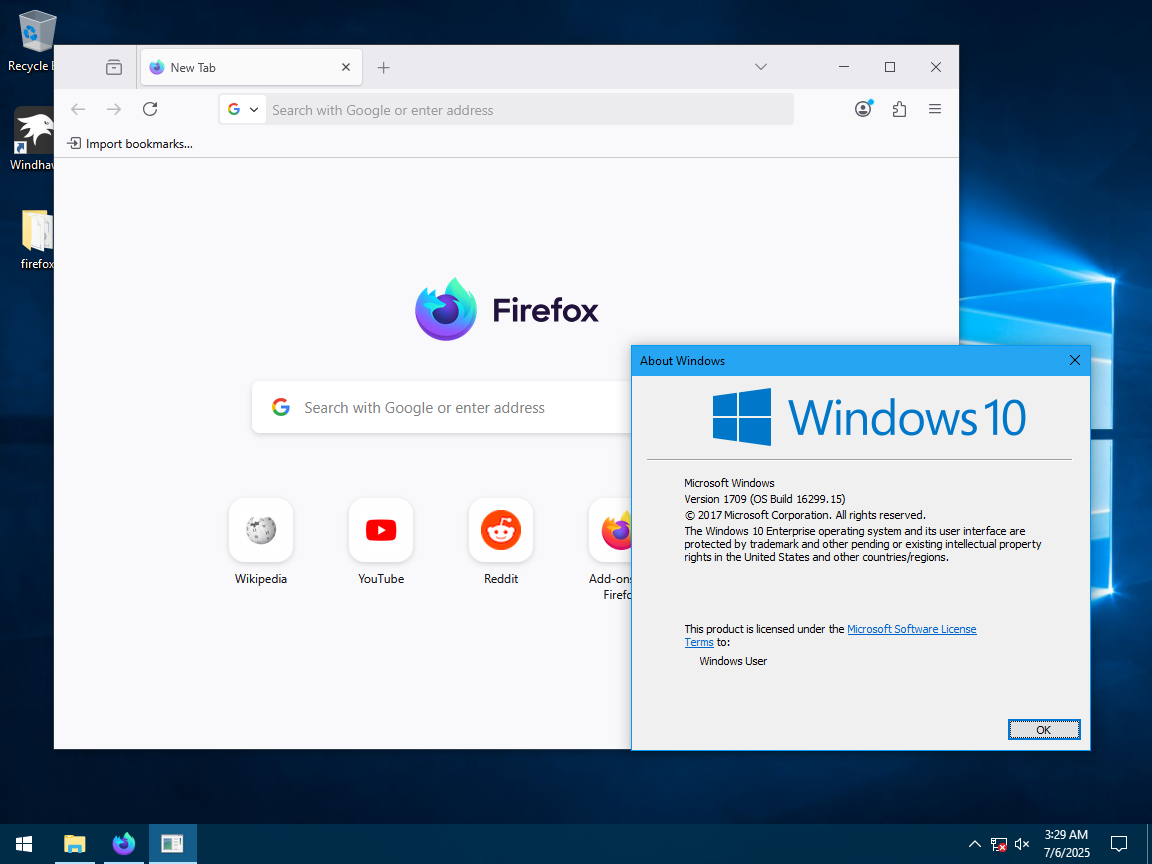 Recycle
New Tab
Search with Google or enter address
Import bookmarks...
Windhaw
firefox
Firefox
Search with Google or enter address
Wikipedia
YouTube
Reddit
Add-ons
Firefo
About Windows
Windows 10
Microsoft Windows
Version 1709 (OS Build 16299.15)
© 2017 Microsoft Corporation. All rights reserved.
The Windows 10 Enterprise operating system and its user interface are
protected by trademark and other pending or existing intellectual property
rights in the United States and other countries/regions.
This product is licensed under the Microsoft Software License
Terms to:
Windows User
OK
3:29 AM
7/6/2025